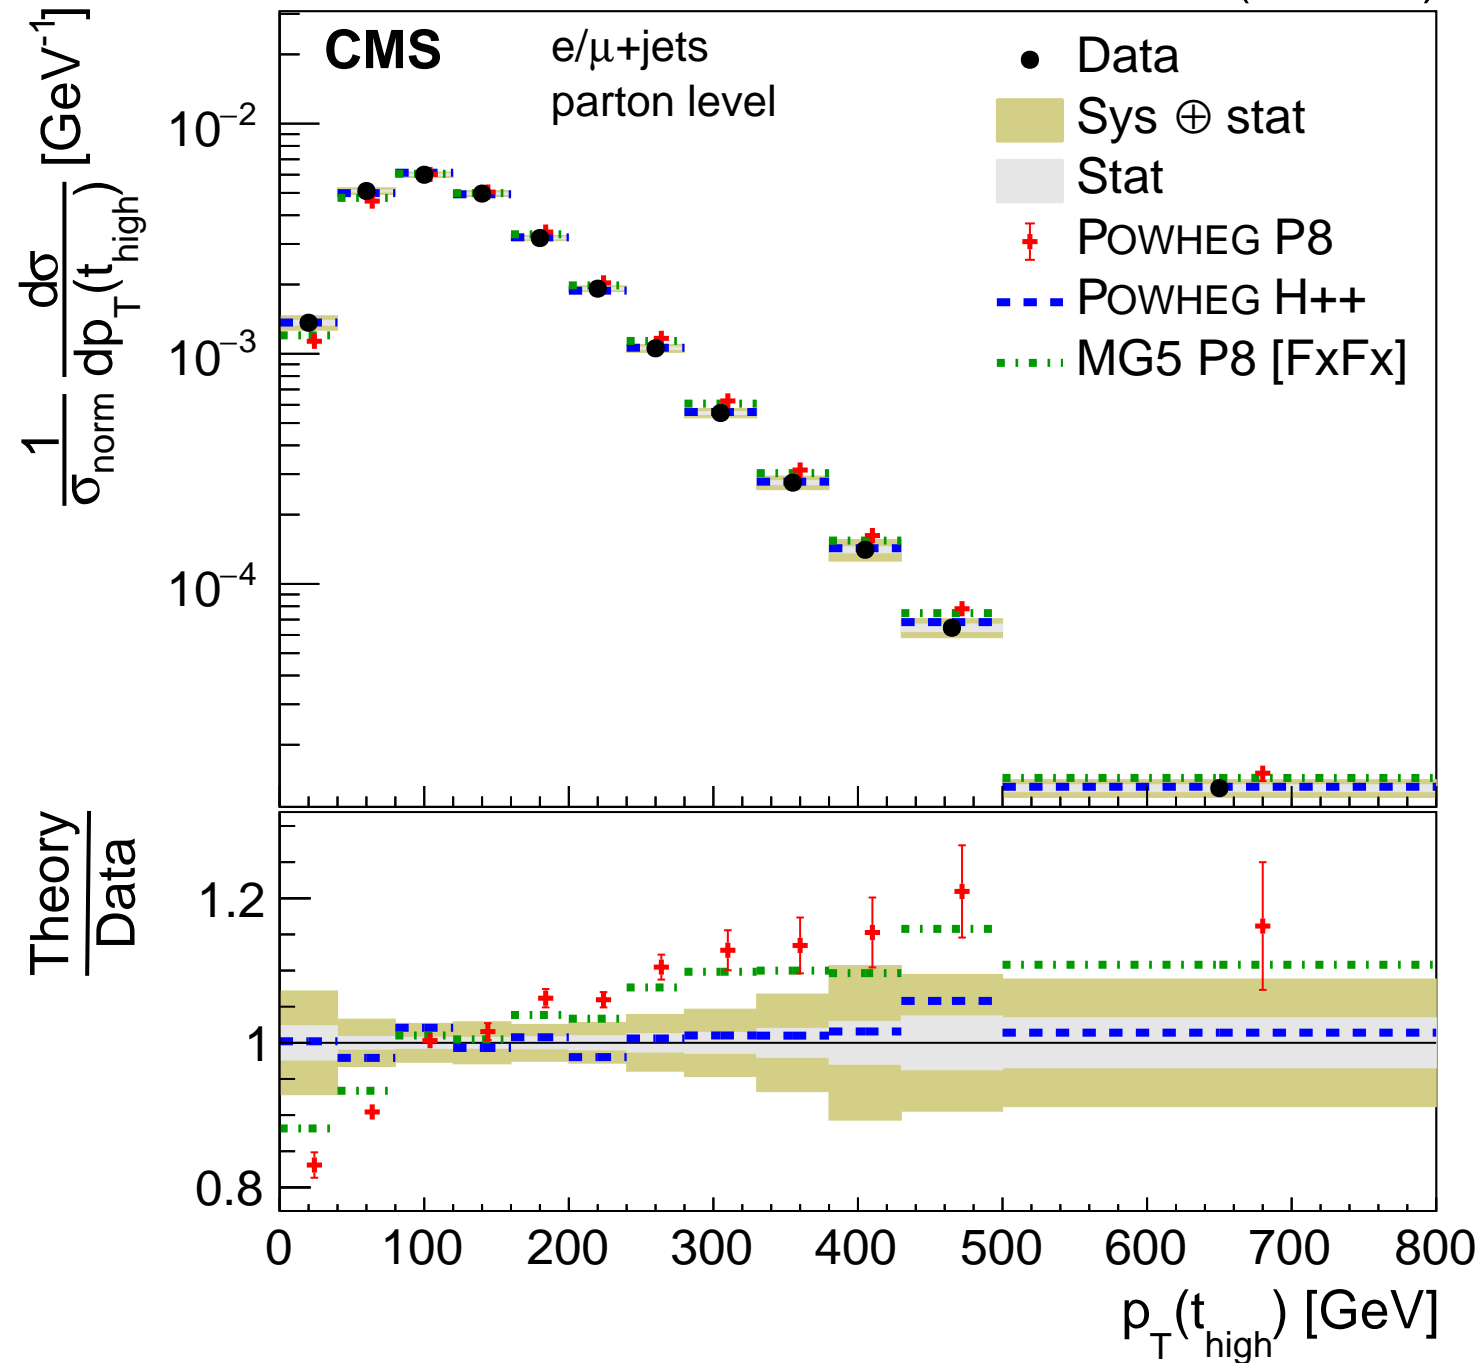 CMS
e/μ+jets
parton level
Data
Sys ⊕ stat
Stat
POWHEG P8
POWHEG H++
MG5 P8 [FxFx]
1/σnorm dσ/dpT(thigh) [GeV-1]
10−2
10−3
10−4
Theory
Data
1.2
1
0.8
0 100 200 300 400 500 600 700 800
pT(thigh) [GeV]